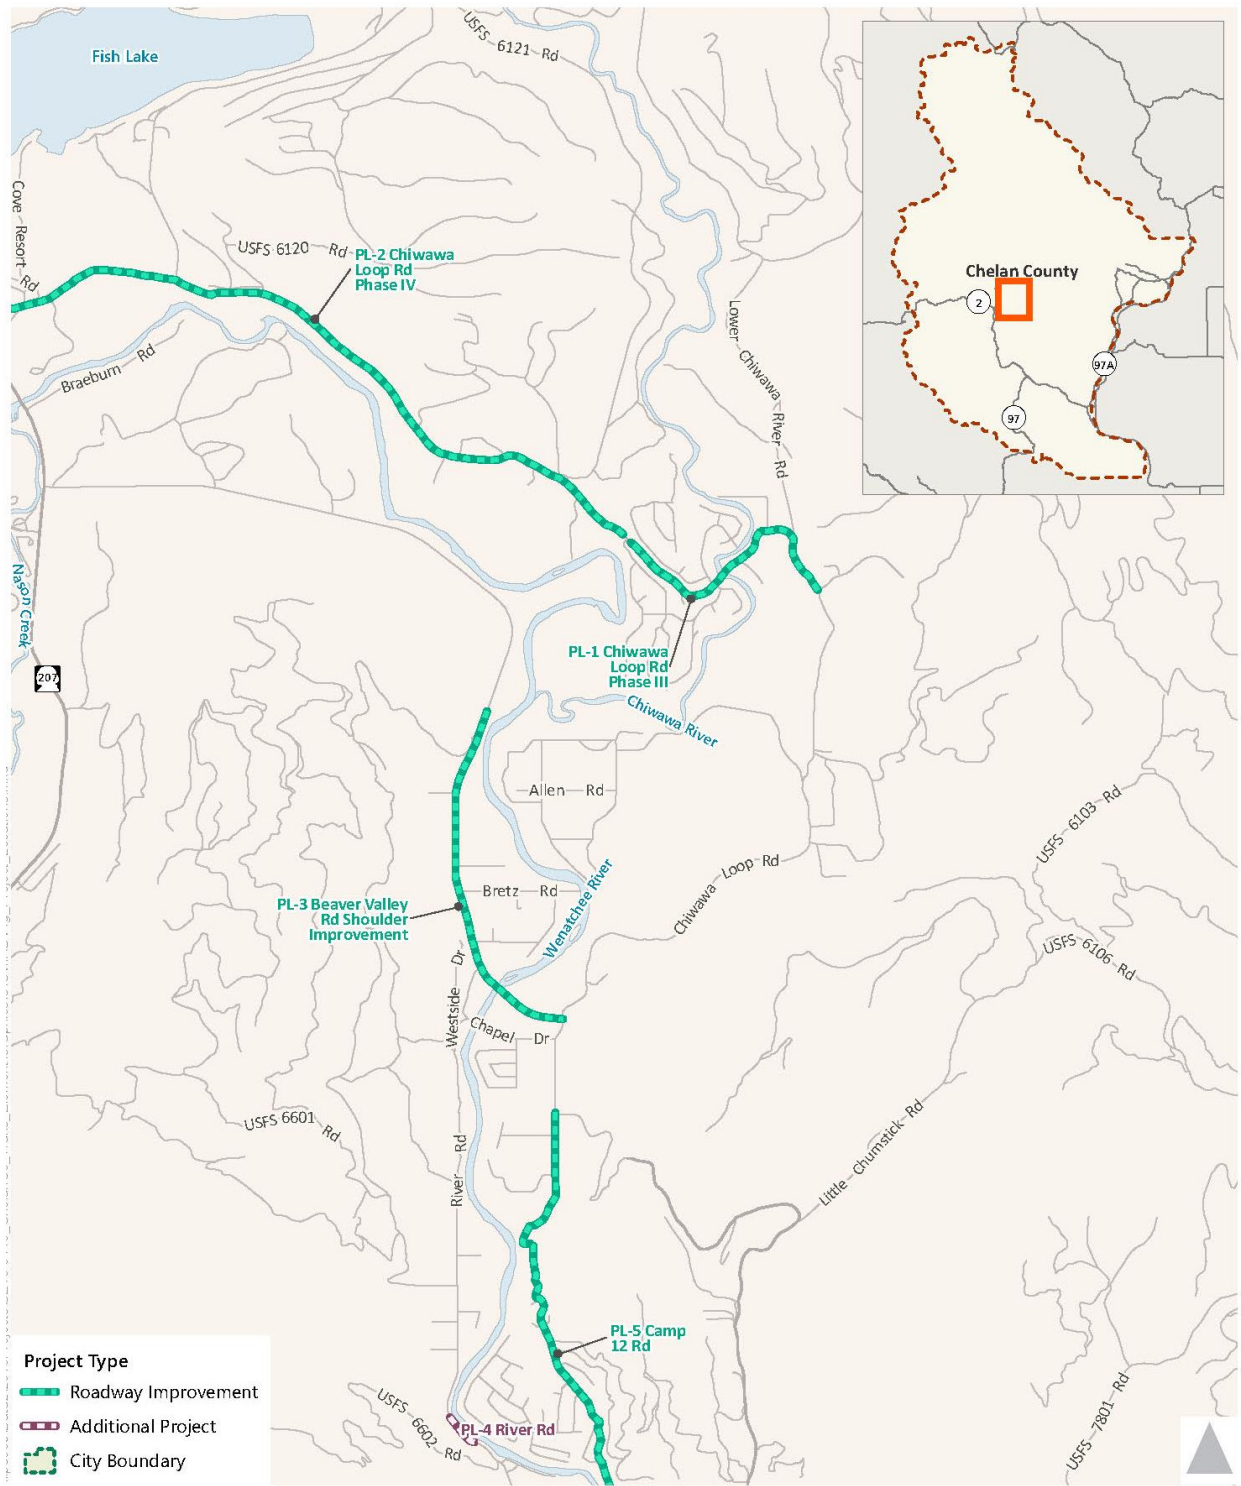 Fish Lake
USFS 6121 Rd
Cove Resort Rd
USFS 6120 Rd
PL-2 Chiwawa
Loop Rd
Phase IV
Braeburn Rd
Lower Chiwawa River Rd
Chelan County
2
97A
97
Nason Creek
207
PL-1 Chiwawa
Loop Rd
Phase III
Chiwawa River
Allen Rd
USFS 6103 Rd
Chiwawa Loop Rd
Bretz Rd
Wenatchee River
PL-3 Beaver Valley
Rd Shoulder
Improvement
USFS 6106 Rd
Westside Dr
Chapel Dr
USFS 6601 Rd
River Rd
Little Chumstick Rd
PL-5 Camp
12 Rd
USFS 6602 Rd
PL-4 River Rd
USFS 7801 Rd
Project Type
Roadway Improvement
Additional Project
City Boundary